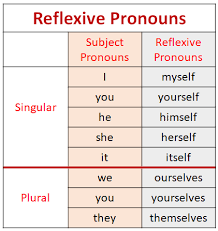 Reflexive Pronouns
Subject Pronouns Reflexive Pronouns
Singular
I myself
you yourself
he himself
she herself
it itself
Plural
we ourselves
you yourselves
they themselves